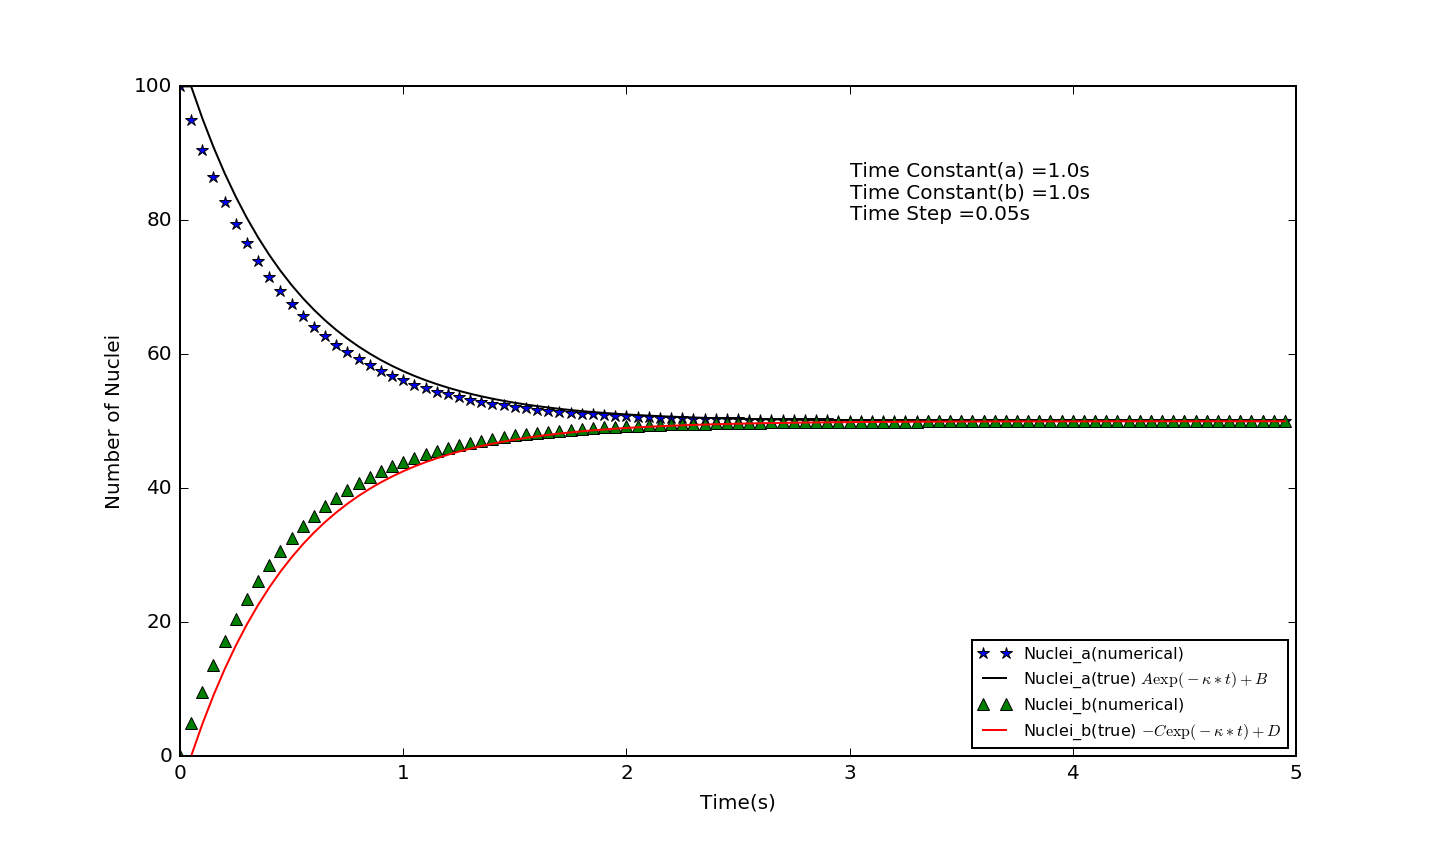 100
80
60
40
20
0
Number of Nuclei
Time Constant(a) =1.0s
Time Constant(b) =1.0s
Time Step =0.05s
Nuclei_a(numerical)
Nuclei_a(true) A exp(−κ∗t)+B
Nuclei_b(numerical)
Nuclei_b(true) −C exp(−κ∗t)+D
0 1 2 3 4 5
Time(s)